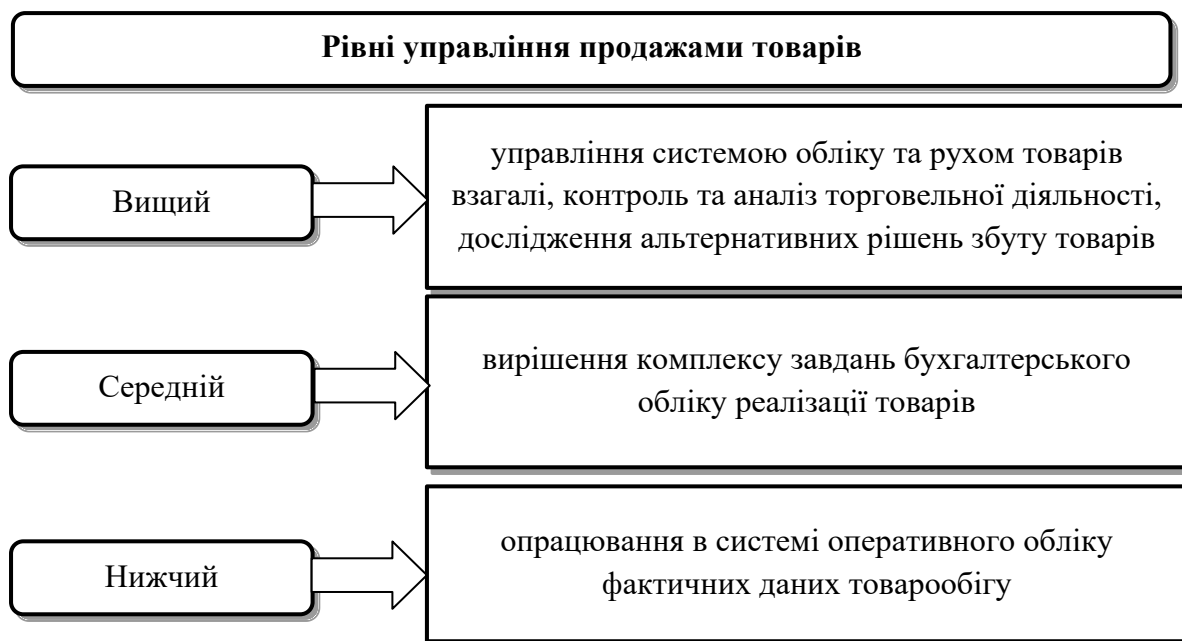 Рівні управління продажами товарів
Вищий
управління системою обліку та рухом товарів
взагалі, контроль та аналіз торговельної діяльності,
дослідження альтернативних рішень збуту товарів
Середній
вирішення комплексу завдань бухгалтерського
обліку реалізації товарів
Нижчий
опрацювання в системі оперативного обліку
фактичних даних товарообігу